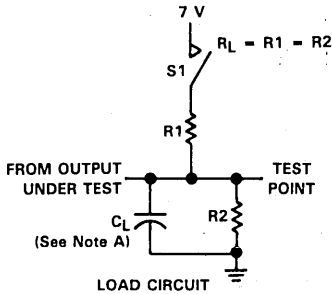 7 V
RL = R1 = R2
S1
R1
FROM OUTPUT
UNDER TEST
TEST
POINT
CL
(See Note A)
R2
LOAD CIRCUIT